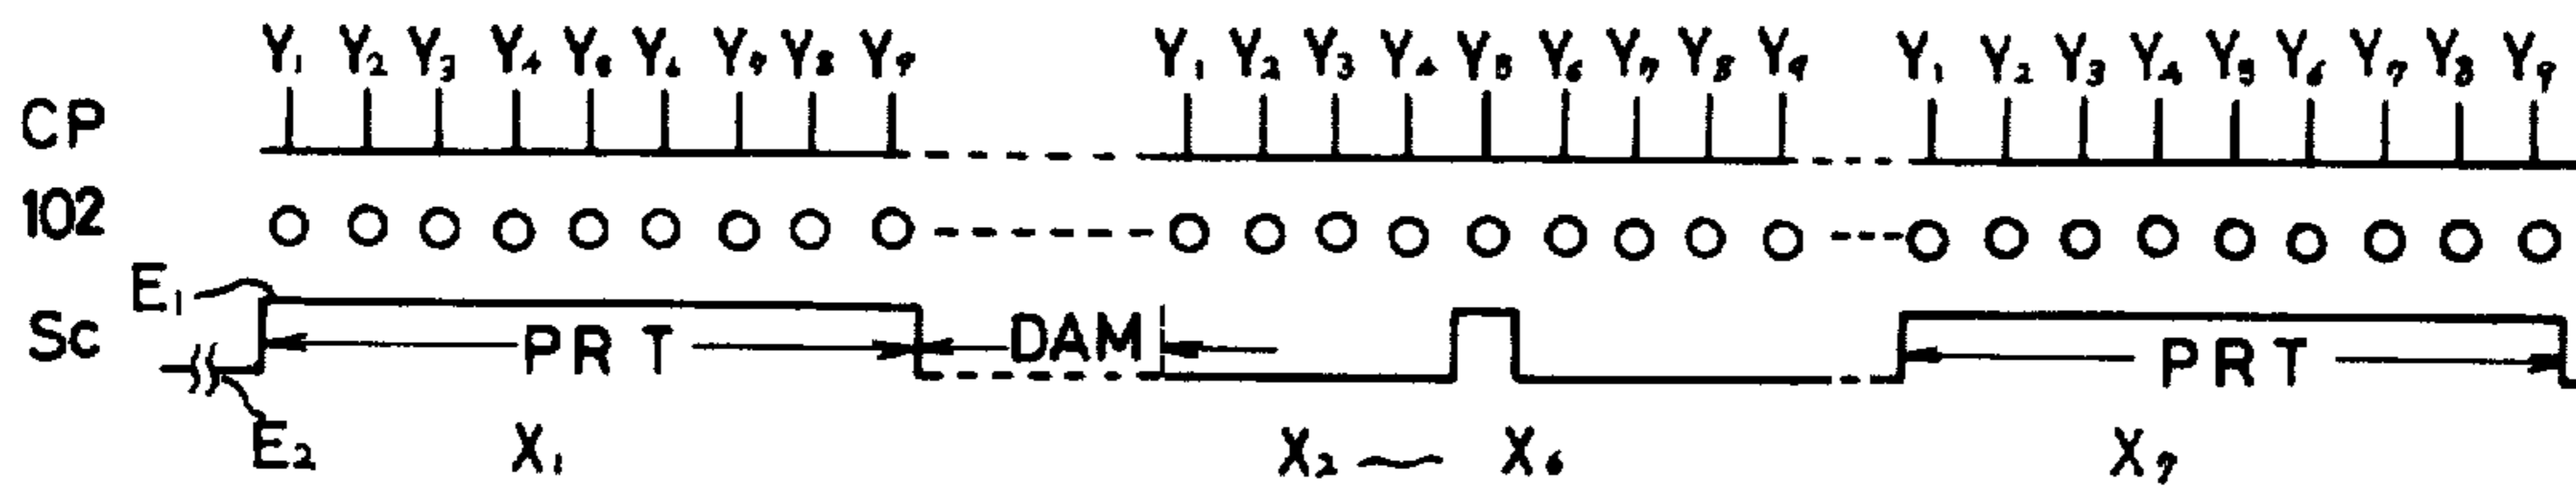 Y₁ Y₂ Y₃ Y₄ Y₅ Y₆ Y₇ Y₈ Y₉ Y₁ Y₂ Y₃ Y₄ Y₅ Y₆ Y₇ Y₈ Y₉ Y₁ Y₂ Y₃ Y₄ Y₅ Y₆ Y₇ Y₈ Y₉
CP
102
E₁
Sc PRT DAM PRT
E₂ X₁ X₂ ~ X₆ X₇